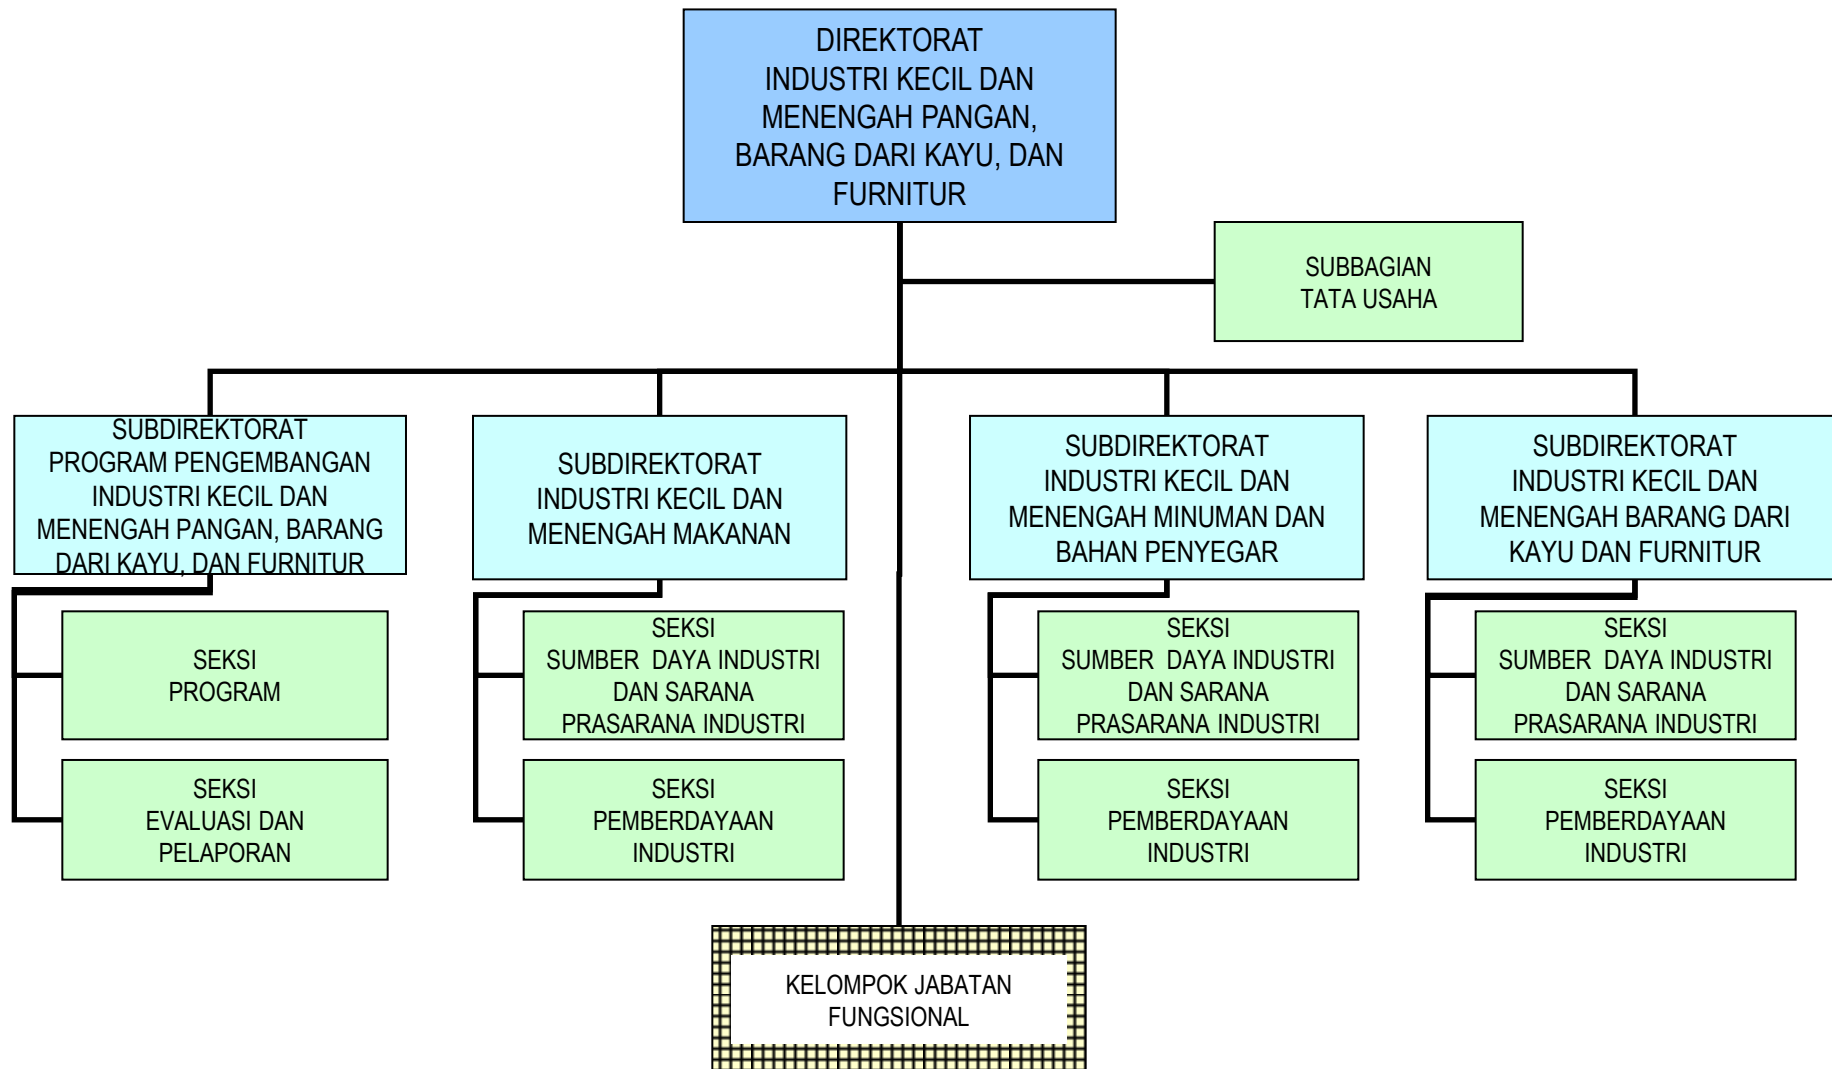 DIREKTORAT
INDUSTRI KECIL DAN
MENENGAH PANGAN,
BARANG DARI KAYU, DAN
FURNITUR
SUBBAGIAN
TATA USAHA
SUBDIREKTORAT
PROGRAM PENGEMBANGAN
INDUSTRI KECIL DAN
MENENGAH PANGAN, BARANG
DARI KAYU, DAN FURNITUR
SUBDIREKTORAT
INDUSTRI KECIL DAN
MENENGAH MAKANAN
SUBDIREKTORAT
INDUSTRI KECIL DAN
MENENGAH MINUMAN DAN
BAHAN PENYEGAR
SUBDIREKTORAT
INDUSTRI KECIL DAN
MENENGAH BARANG DARI
KAYU DAN FURNITUR
SEKSI
PROGRAM
SEKSI
SUMBER DAYA INDUSTRI
DAN SARANA
PRASARANA INDUSTRI
SEKSI
SUMBER DAYA INDUSTRI
DAN SARANA
PRASARANA INDUSTRI
SEKSI
SUMBER DAYA INDUSTRI
DAN SARANA
PRASARANA INDUSTRI
SEKSI
EVALUASI DAN
PELAPORAN
SEKSI
PEMBERDAYAAN
INDUSTRI
SEKSI
PEMBERDAYAAN
INDUSTRI
SEKSI
PEMBERDAYAAN
INDUSTRI
KELOMPOK JABATAN
FUNGSIONAL